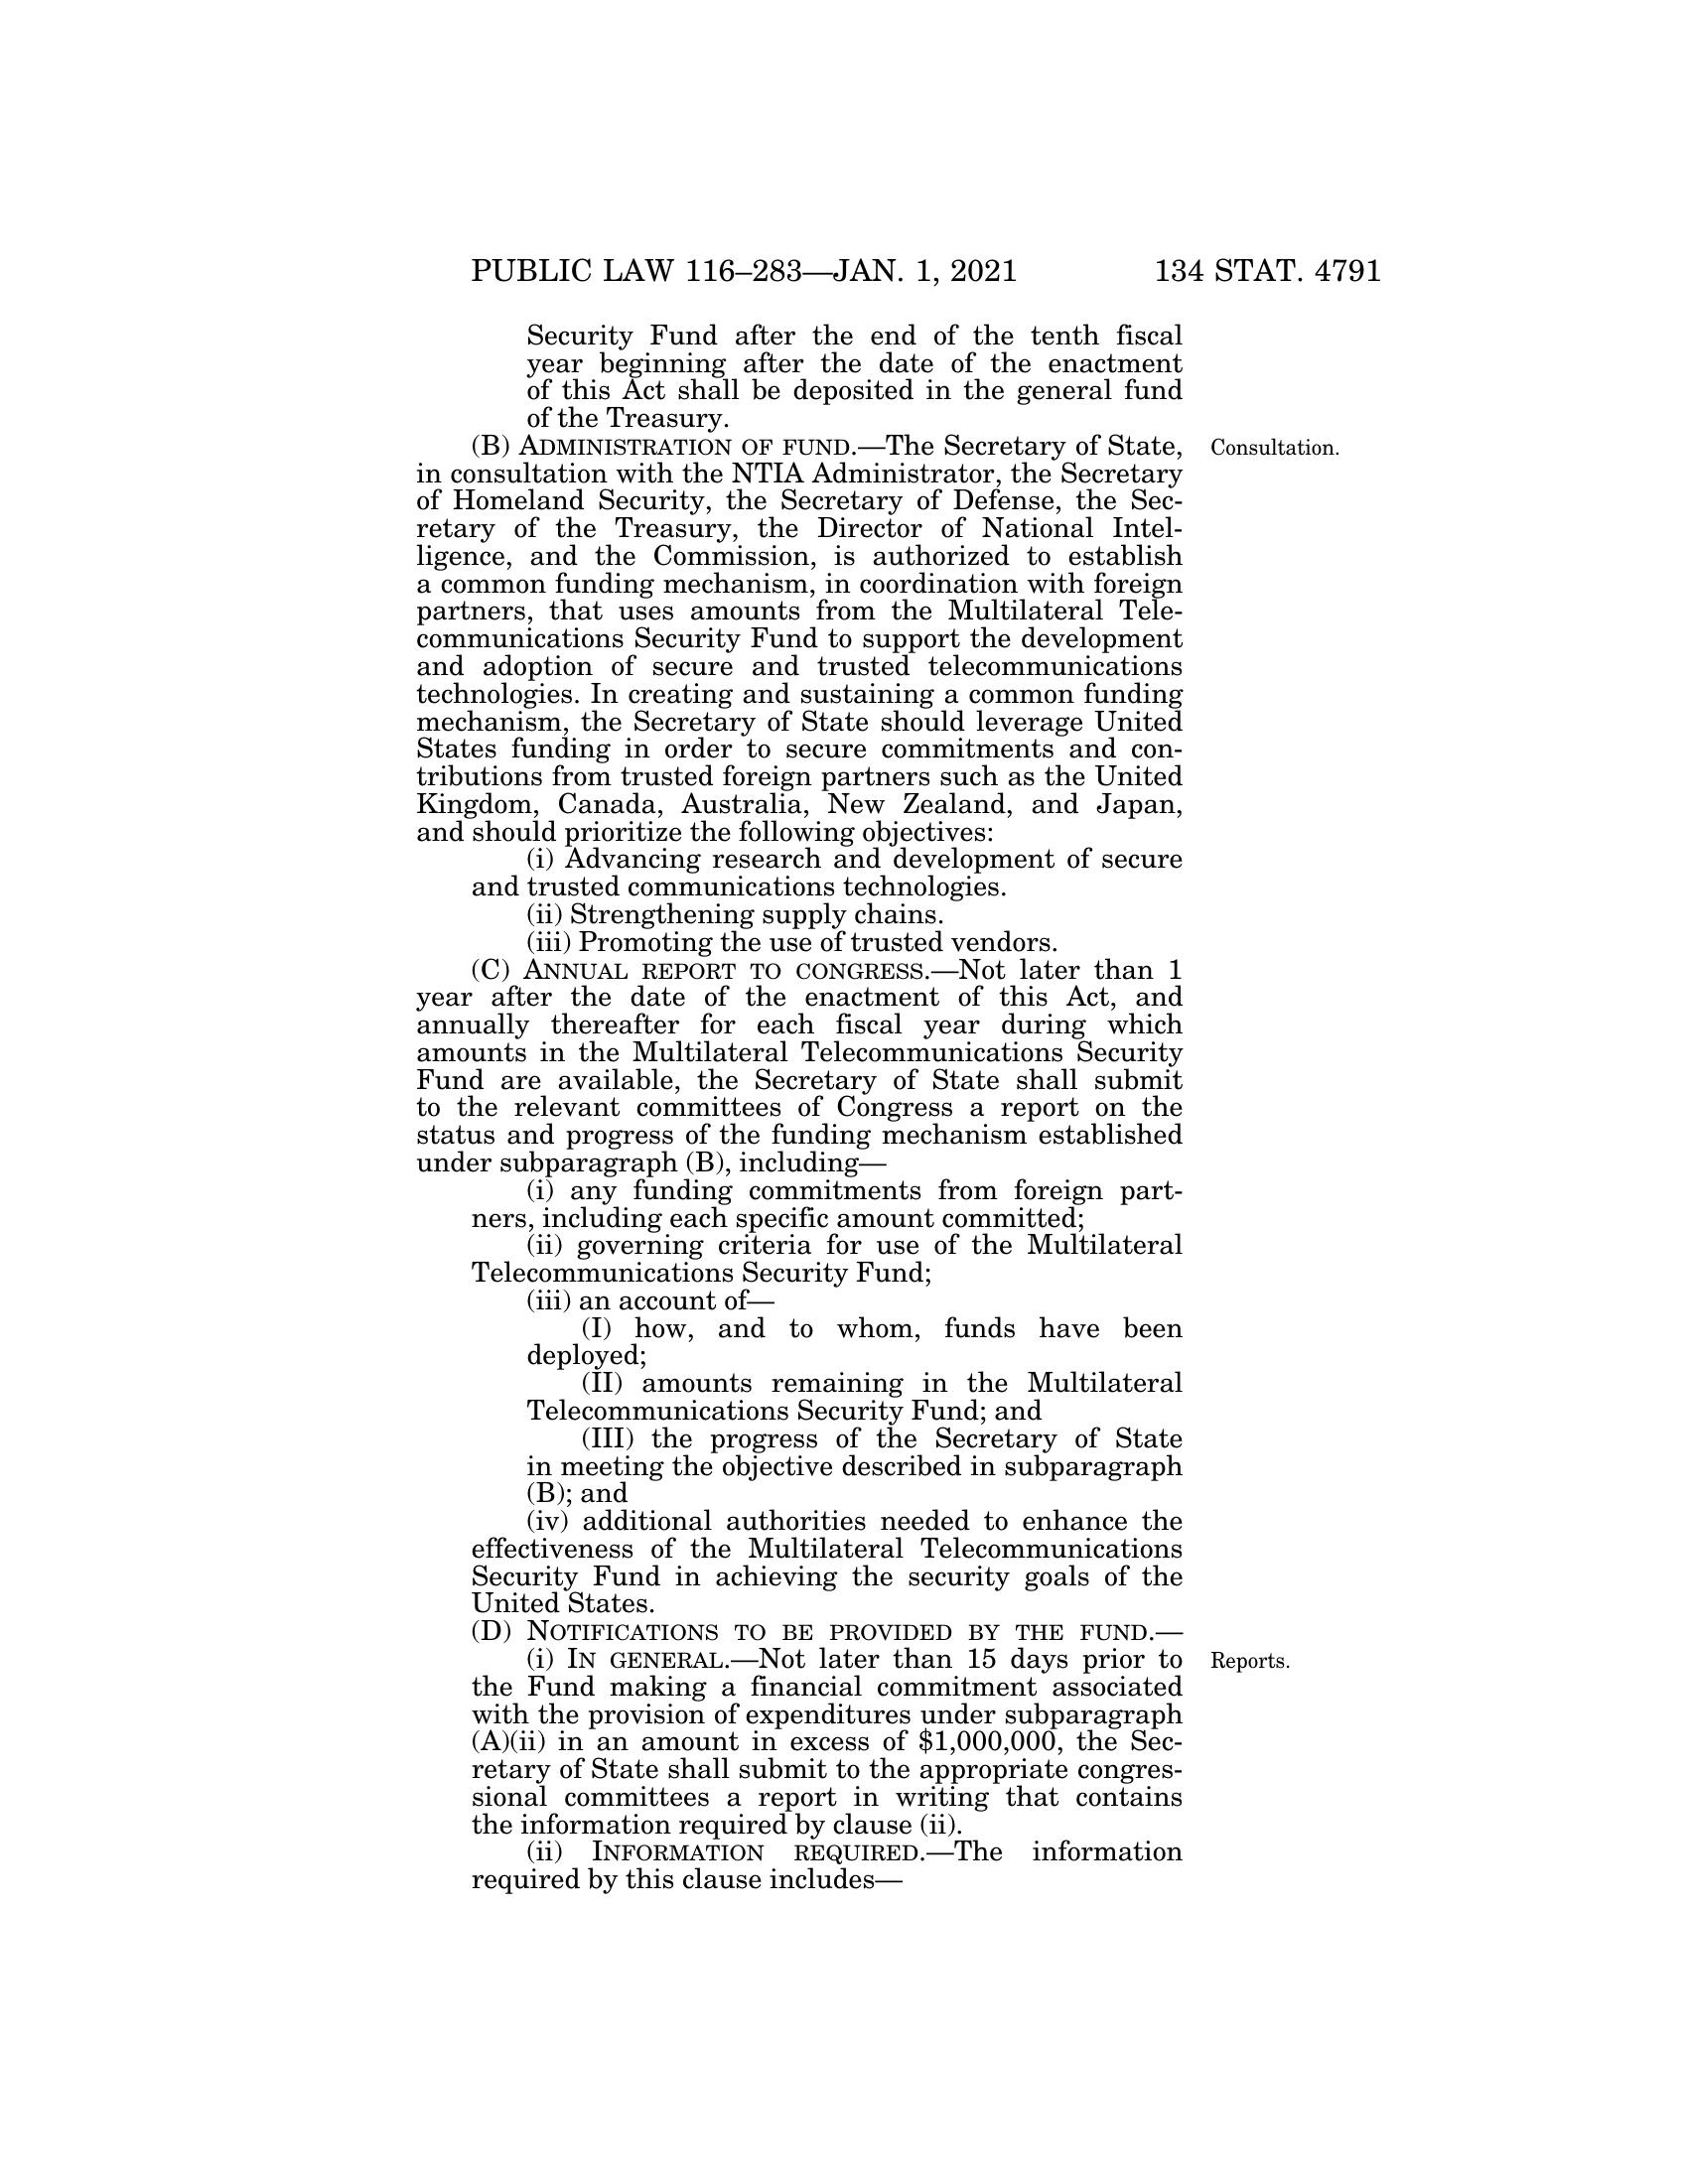 PUBLIC LAW 116–283—JAN. 1, 2021 134 STAT. 4791
Security Fund after the end of the tenth fiscal
year beginning after the date of the enactment
of this Act shall be deposited in the general fund
of the Treasury.
(B) ADMINISTRATION OF FUND.—The Secretary of State, Consultation.
in consultation with the NTIA Administrator, the Secretary
of Homeland Security, the Secretary of Defense, the Sec-
retary of the Treasury, the Director of National Intel-
ligence, and the Commission, is authorized to establish
a common funding mechanism, in coordination with foreign
partners, that uses amounts from the Multilateral Tele-
communications Security Fund to support the development
and adoption of secure and trusted telecommunications
technologies. In creating and sustaining a common funding
mechanism, the Secretary of State should leverage United
States funding in order to secure commitments and con-
tributions from trusted foreign partners such as the United
Kingdom, Canada, Australia, New Zealand, and Japan,
and should prioritize the following objectives:
(i) Advancing research and development of secure
and trusted communications technologies.
(ii) Strengthening supply chains.
(iii) Promoting the use of trusted vendors.
(C) ANNUAL REPORT TO CONGRESS.—Not later than 1
year after the date of the enactment of this Act, and
annually thereafter for each fiscal year during which
amounts in the Multilateral Telecommunications Security
Fund are available, the Secretary of State shall submit
to the relevant committees of Congress a report on the
status and progress of the funding mechanism established
under subparagraph (B), including—
(i) any funding commitments from foreign part-
ners, including each specific amount committed;
(ii) governing criteria for use of the Multilateral
Telecommunications Security Fund;
(iii) an account of—
(I) how, and to whom, funds have been
deployed;
(II) amounts remaining in the Multilateral
Telecommunications Security Fund; and
(III) the progress of the Secretary of State
in meeting the objective described in subparagraph
(B); and
(iv) additional authorities needed to enhance the
effectiveness of the Multilateral Telecommunications
Security Fund in achieving the security goals of the
United States.
(D) NOTIFICATIONS TO BE PROVIDED BY THE FUND.—
(i) IN GENERAL.—Not later than 15 days prior to Reports.
the Fund making a financial commitment associated
with the provision of expenditures under subparagraph
(A)(ii) in an amount in excess of $1,000,000, the Sec-
retary of State shall submit to the appropriate congres-
sional committees a report in writing that contains
the information required by clause (ii).
(ii) INFORMATION REQUIRED.—The information
required by this clause includes—